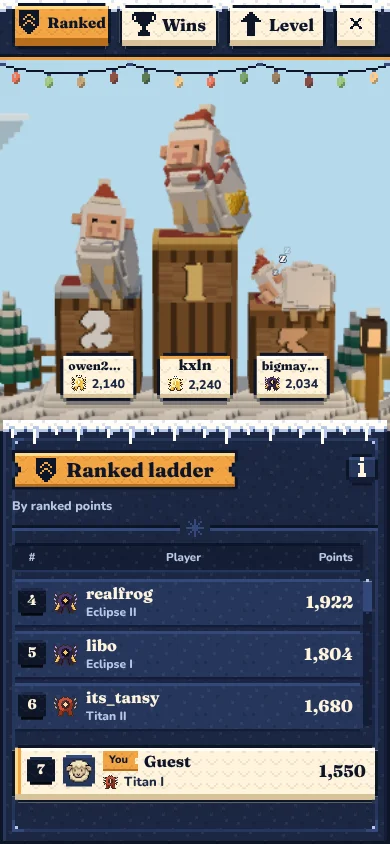 Ranked
Wins
Level
×
1
2
z
z
owen2...
2,140
kxln
2,240
bigmay...
2,034
Ranked ladder
i
By ranked points
# Player Points
4 realfrog 1,922
Eclipse II
5 libo 1,804
Eclipse I
6 its_tansy 1,680
Titan II
7 You Guest 1,550
Titan I